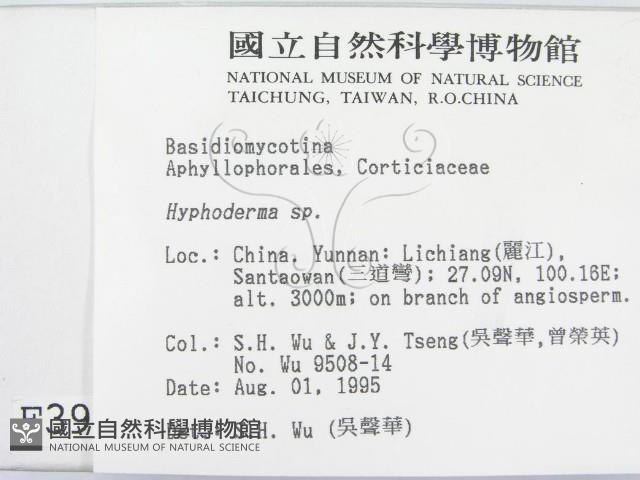 國立自然科學博物館
NATIONAL MUSEUM OF NATURAL SCIENCE
TAICHUNG, TAIWAN, R.O.CHINA
Basidiomycotina
Aphyllophorales, Corticiaceae
Hyphoderma sp.
Loc.: China, Yunnan: Lichiang(麗江),
Santaowan(三道彎); 27.09N, 100.16E;
alt. 3000m; on branch of angiosperm.
Col.: S.H. Wu & J.Y. Tseng(吳聲華,曾榮英)
No. Wu 9508-14
Date: Aug. 01, 1995
S.H. Wu (吳聲華)
F39
國立自然科學博物館
NATIONAL MUSEUM OF NATURAL SCIENCE